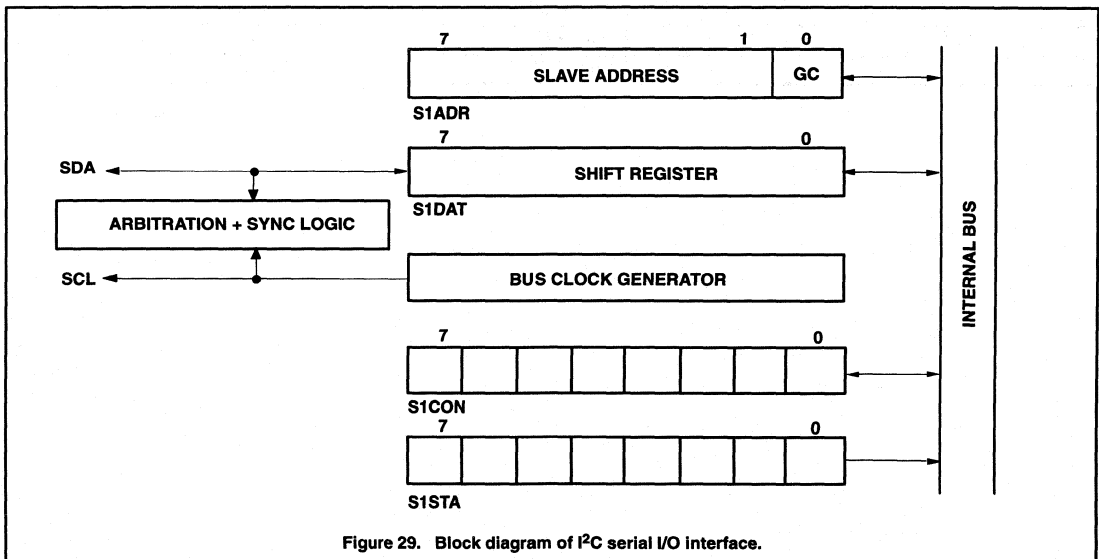 7 1 0
SLAVE ADDRESS GC
S1ADR
7 0
SDA
SHIFT REGISTER
S1DAT
ARBITRATION + SYNC LOGIC
SCL
BUS CLOCK GENERATOR
7 0
S1CON
7 0
S1STA
INTERNAL BUS
Figure 29. Block diagram of I²C serial I/O interface.